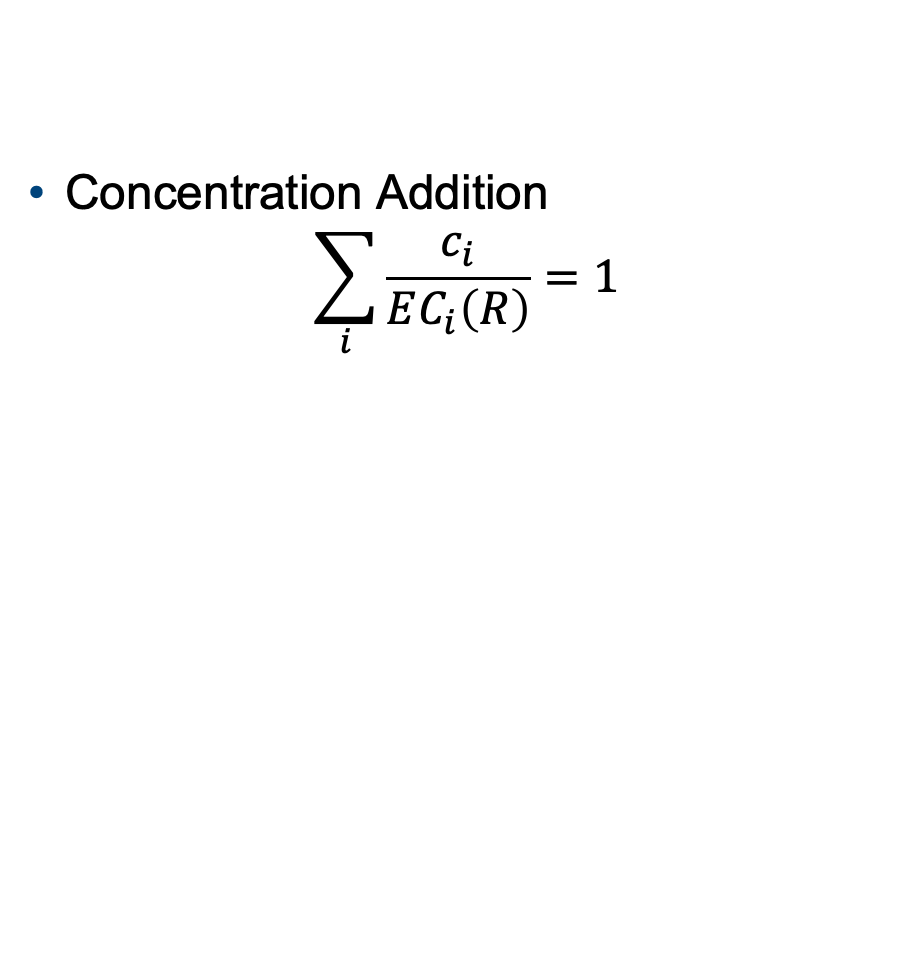 • Concentration Addition
∑_i c_i / EC_i(R) = 1